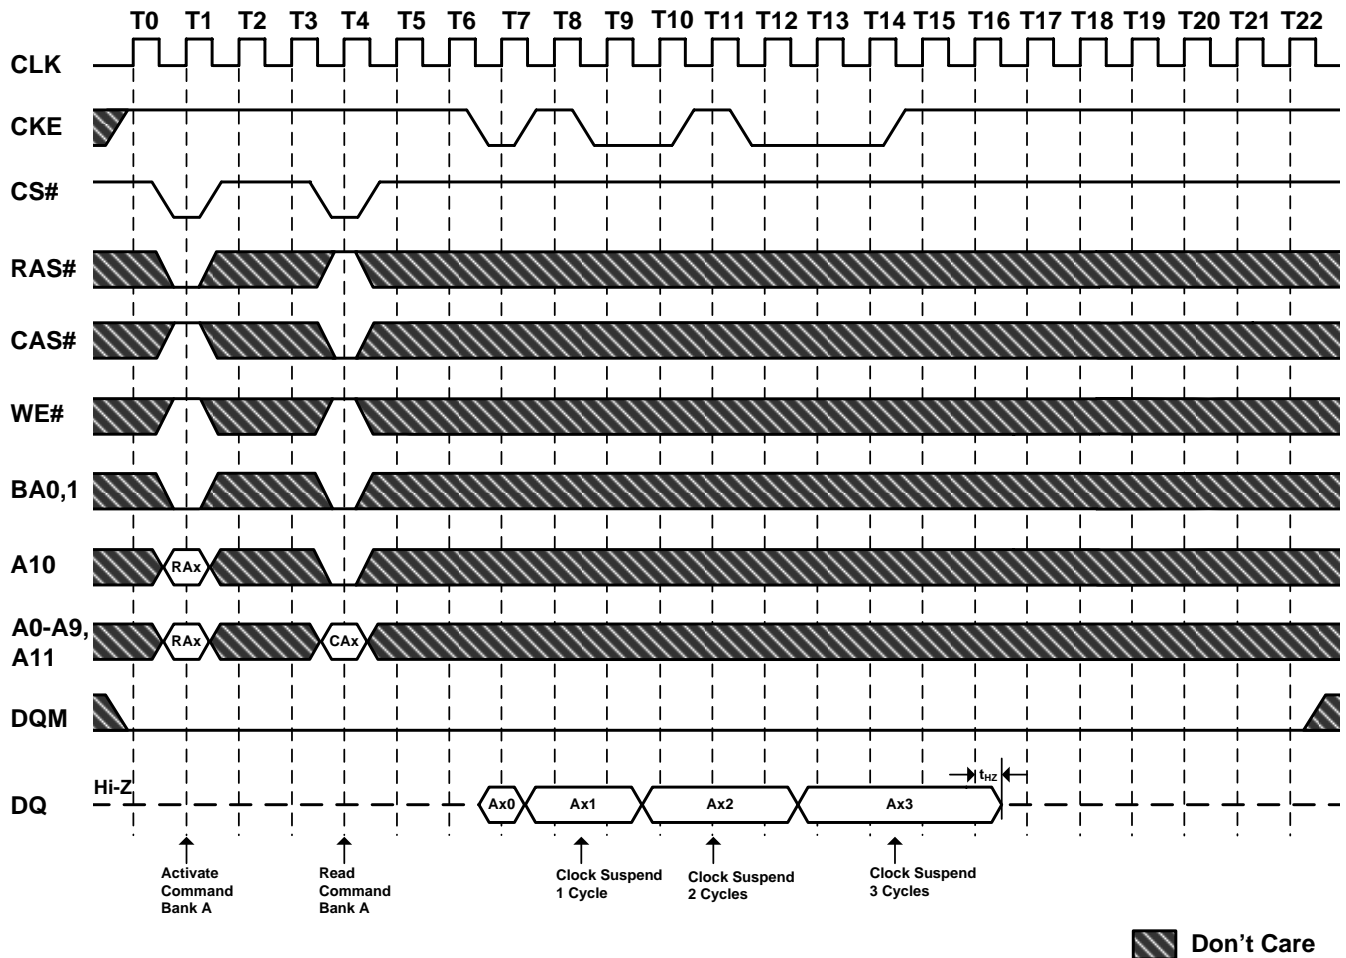 T0 T1 T2 T3 T4 T5 T6 T7 T8 T9 T10 T11 T12 T13 T14 T15 T16 T17 T18 T19 T20 T21 T22
CLK
CKE
CS#
RAS#
CAS#
WE#
BA0,1
A10
RAx
A0-A9,
A11
RAx
CAx
DQM
DQ
Hi-Z
Ax0
Ax1
Ax2
Ax3
tHZ
Activate
Command
Bank A
Read
Command
Bank A
Clock Suspend
1 Cycle
Clock Suspend
2 Cycles
Clock Suspend
3 Cycles
Don't Care